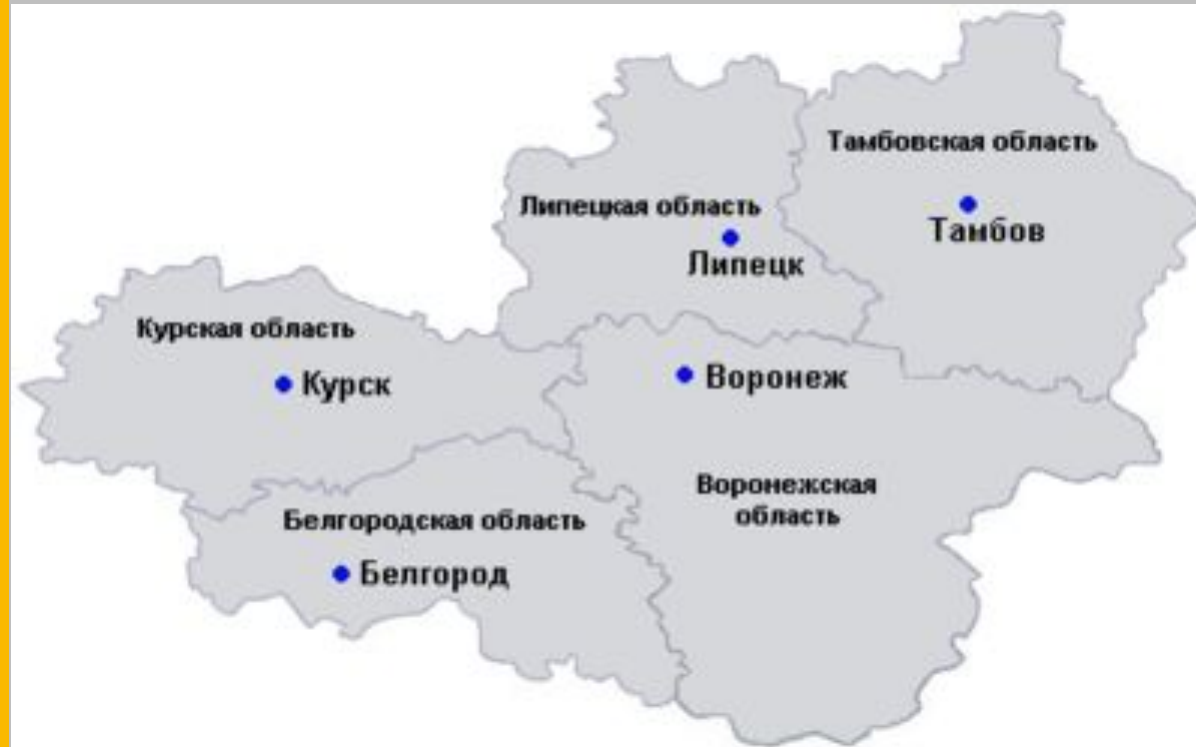 Тамбовская область
Тамбов
Липецкая область
Липецк
Курская область
Курск
Воронеж
Воронежская
область
Белгородская область
Белгород